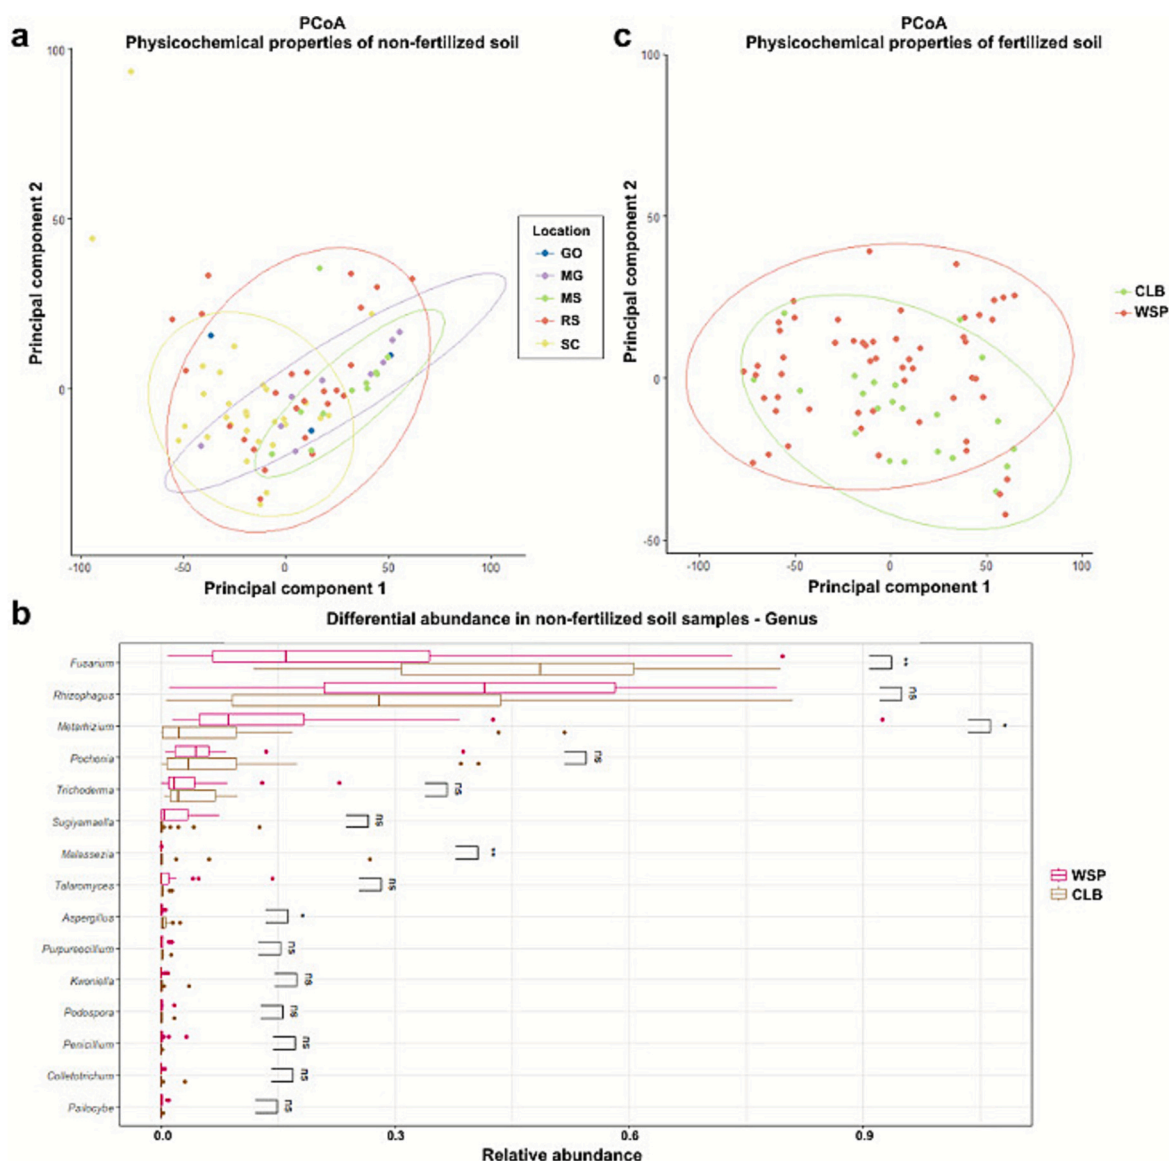 a
PCoA
Physicochemical properties of non-fertilized soil
100
50
0
-100
-50
0
50
100
Principal component 2
Principal component 1
Location
GO
MG
MS
RS
SC
c
PCoA
Physicochemical properties of fertilized soil
100
50
0
-50
-100
-50
0
50
100
Principal component 2
Principal component 1
CLB
WSP
b
Differential abundance in non-fertilized soil samples - Genus
Fusarium
**
Rhizophagus
ns
Metarhizium
*
Pochonia
ns
Trichoderma
ns
Sugiyamaella
ns
Malassezia
**
Talaromyces
ns
Aspergillus
*
Purpureocillium
ns
Kwoniella
ns
Podospora
ns
Penicillium
ns
Colletotrichum
ns
Psilocybe
ns
0.0
0.3
0.6
0.9
Relative abundance
WSP
CLB